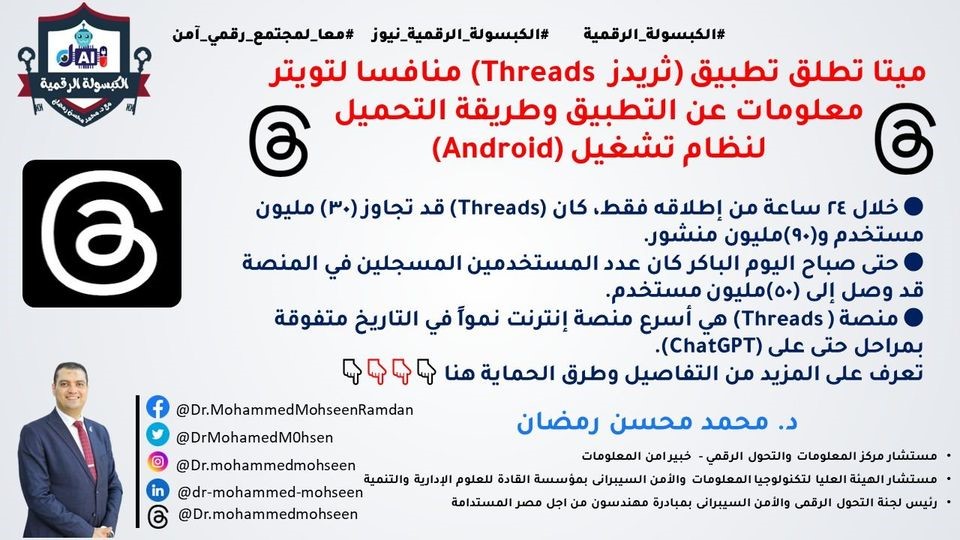 #الكبسولة_الرقمية #الكبسولة_الرقمية_نيوز #معا_لمجتمع_رقمي_آمن
الكبسولة الرقمية
مع د. محمد محسن رمضان
ميتا تطلق تطبيق (ثريدز Threads) منافسا لتويتر
معلومات عن التطبيق وطريقة التحميل
لنظام تشغيل (Android)
● خلال ٢٤ ساعة من إطلاقه فقط، كان (Threads) قد تجاوز (٣٠) مليون
مستخدم و(٩٠)مليون منشور.
● حتى صباح اليوم الباكر كان عدد المستخدمين المسجلين في المنصة
قد وصل إلى (٥٠)مليون مستخدم.
● منصة ( Threads) هي أسرع منصة إنترنت نمواً في التاريخ متفوقة
بمراحل حتى على (ChatGPT).
تعرف على المزيد من التفاصيل وطرق الحماية هنا 👇👇👇👇
د. محمد محسن رمضان
• مستشار مركز المعلومات والتحول الرقمي - خبيرامن المعلومات
• مستشار الهيئة العليا لتكنولوجيا المعلومات والأمن السيبرانى بمؤسسة القادة للعلوم الإدارية والتنمية
• رئيس لجنة التحول الرقمى والأمن السيبرانى بمبادرة مهندسون من اجل مصر المستدامة
@Dr.MohammedMohseenRamdan
@DrMohamedM0hsen
@Dr.mohammedmohseen
@dr-mohammed-mohseen
@Dr.mohammedmohseen